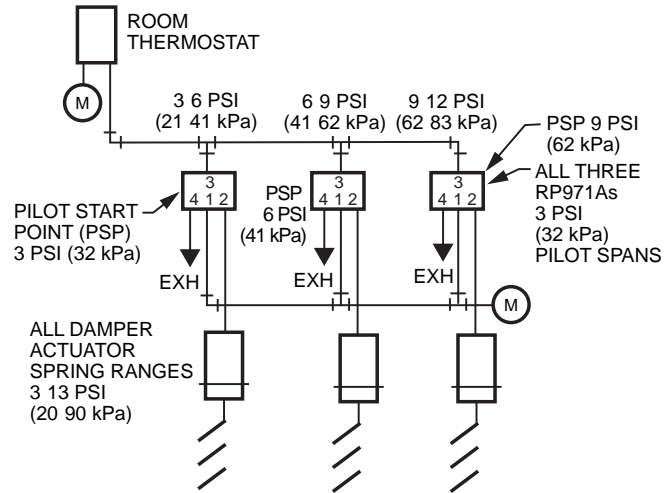 ROOM
THERMOSTAT
M
3 6 PSI
(21 41 kPa)
6 9 PSI
(41 62 kPa)
9 12 PSI
(62 83 kPa)
PSP 9 PSI
(62 kPa)
ALL THREE
RP971As
3 PSI
(32 kPa)
PILOT SPANS
3
4 1 2
3
4 1 2
3
4 1 2
PILOT START
POINT (PSP)
3 PSI (32 kPa)
PSP
6 PSI
(41 kPa)
EXH
EXH
EXH
M
ALL DAMPER
ACTUATOR
SPRING RANGES
3 13 PSI
(20 90 kPa)